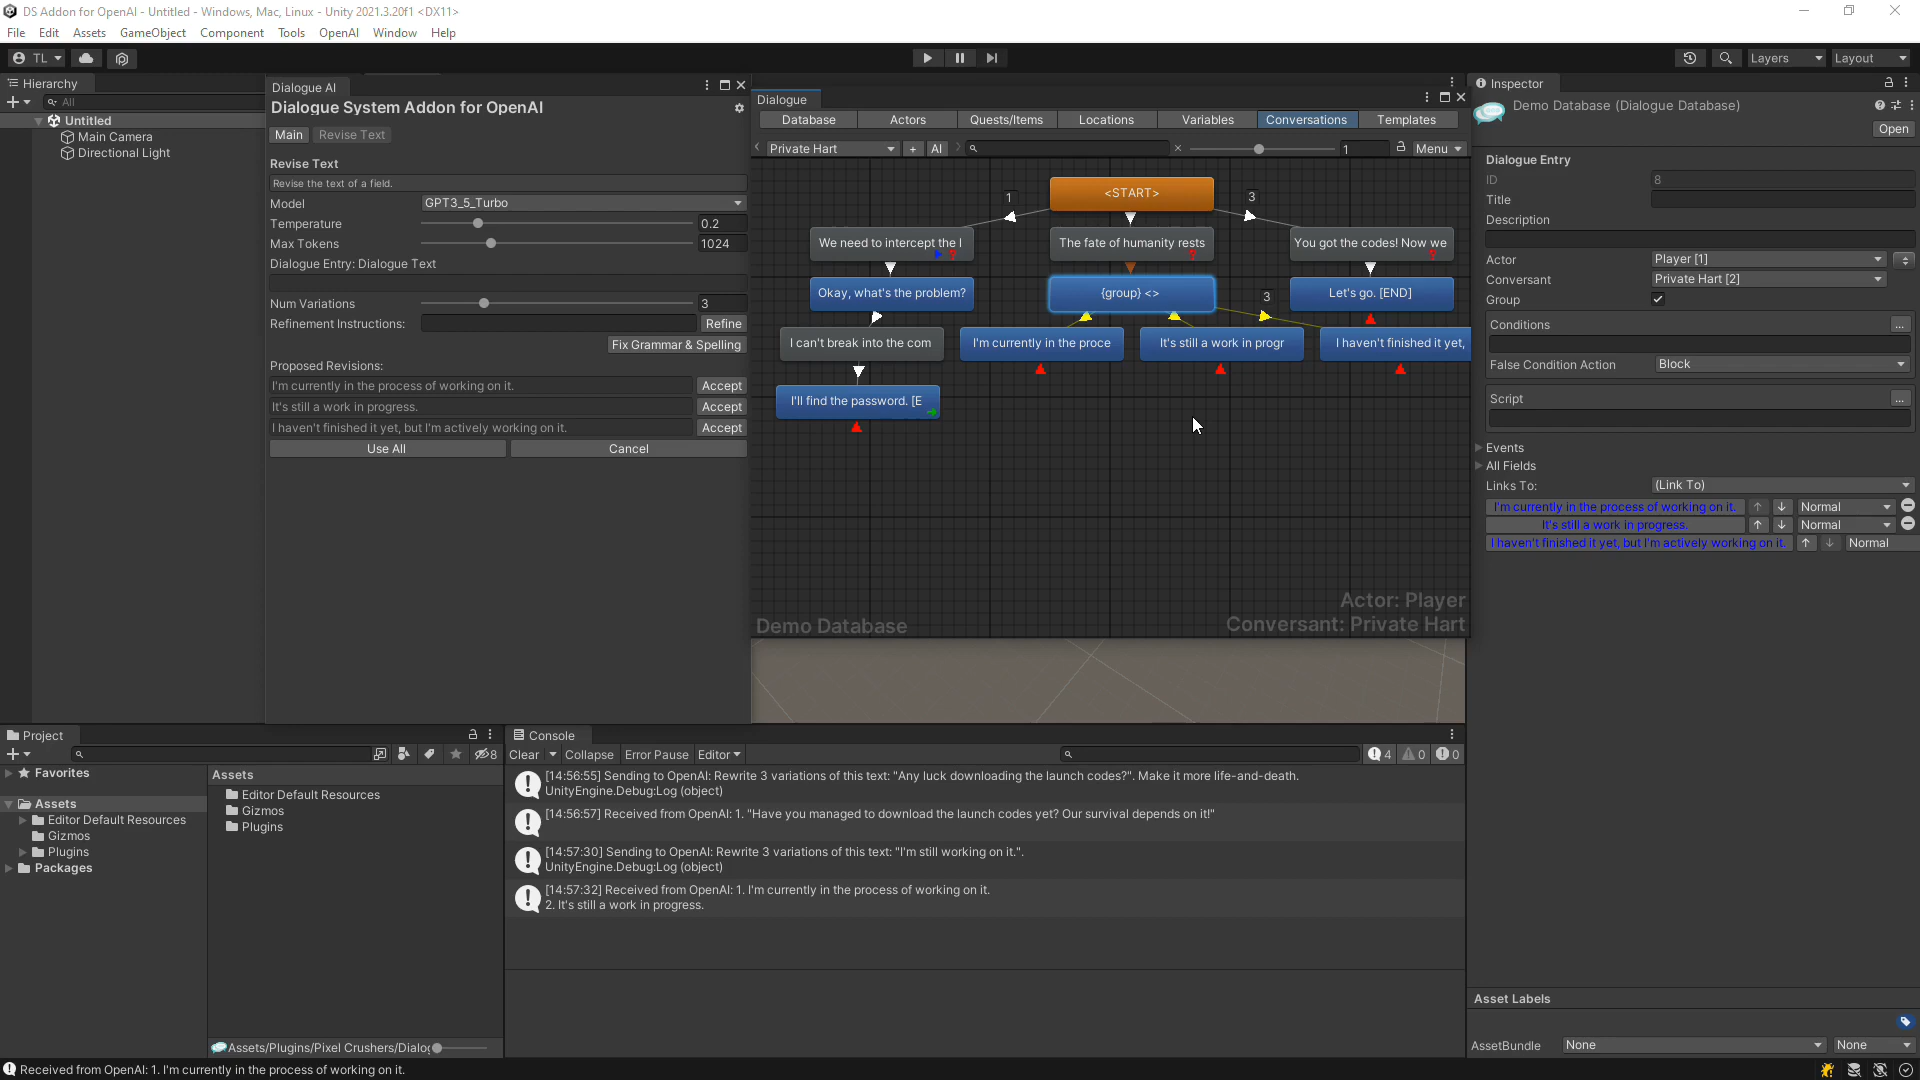 DS Addon for OpenAI - Untitled - Windows, Mac, Linux - Unity 2021.3.20f1 <DX11>
File Edit Assets GameObject Component Tools OpenAI Window Help
TL Layers Layout
Hierarchy
All
Untitled
Main Camera
Directional Light
Dialogue AI
Dialogue System Addon for OpenAI
Main Revise Text
Revise Text
Revise the text of a field.
Model GPT3_5_Turbo
Temperature 0.2
Max Tokens 1024
Dialogue Entry: Dialogue Text
Num Variations 3
Refinement Instructions: Refine
Fix Grammar & Spelling
Proposed Revisions:
I'm currently in the process of working on it. Accept
It's still a work in progress. Accept
I haven't finished it yet, but I'm actively working on it. Accept
Use All Cancel
Dialogue
Database Actors Quests/Items Locations Variables Conversations Templates
Private Hart + AI 1 Menu
<START>
1 3
We need to intercept the l The fate of humanity rests You got the codes! Now we
Okay, what's the problem? {group} <> Let's go. [END]
3
I can't break into the com I'm currently in the proce It's still a work in progr I haven't finished it yet,
I'll find the password. [E
Actor: Player
Demo Database Conversant: Private Hart
Inspector
Demo Database (Dialogue Database)
Open
Dialogue Entry
ID 8
Title
Description
Actor Player [1]
Conversant Private Hart [2]
Group
Conditions ...
False Condition Action Block
Script ...
Events
All Fields
Links To: (Link To)
I'm currently in the process of working on it. Normal
It's still a work in progress. Normal
I haven't finished it yet, but I'm actively working on it. Normal
Asset Labels
AssetBundle None None
Project
8
Favorites
Assets
Editor Default Resources
Gizmos
Plugins
Packages
Assets
Editor Default Resources
Gizmos
Plugins
Assets/Plugins/Pixel Crushers/Dialog
Console
Clear Collapse Error Pause Editor 4 0 0
[14:56:55] Sending to OpenAI: Rewrite 3 variations of this text: "Any luck downloading the launch codes?". Make it more life-and-death.
UnityEngine.Debug:Log (object)
[14:56:57] Received from OpenAI: 1. "Have you managed to download the launch codes yet? Our survival depends on it!"
[14:57:30] Sending to OpenAI: Rewrite 3 variations of this text: "I'm still working on it.".
UnityEngine.Debug:Log (object)
[14:57:32] Received from OpenAI: 1. I'm currently in the process of working on it.
2. It's still a work in progress.
Received from OpenAI: 1. I'm currently in the process of working on it.